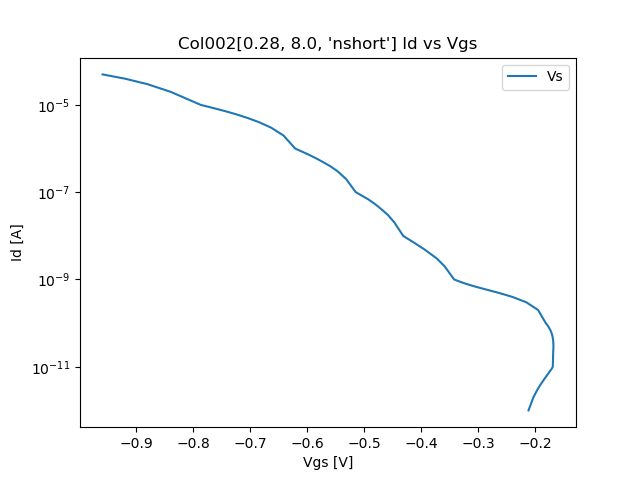 Col002[0.28, 8.0, 'nshort'] Id vs Vgs
Vs
10⁻⁵
10⁻⁷
10⁻⁹
10⁻¹¹
Id [A]
−0.9 −0.8 −0.7 −0.6 −0.5 −0.4 −0.3 −0.2
Vgs [V]